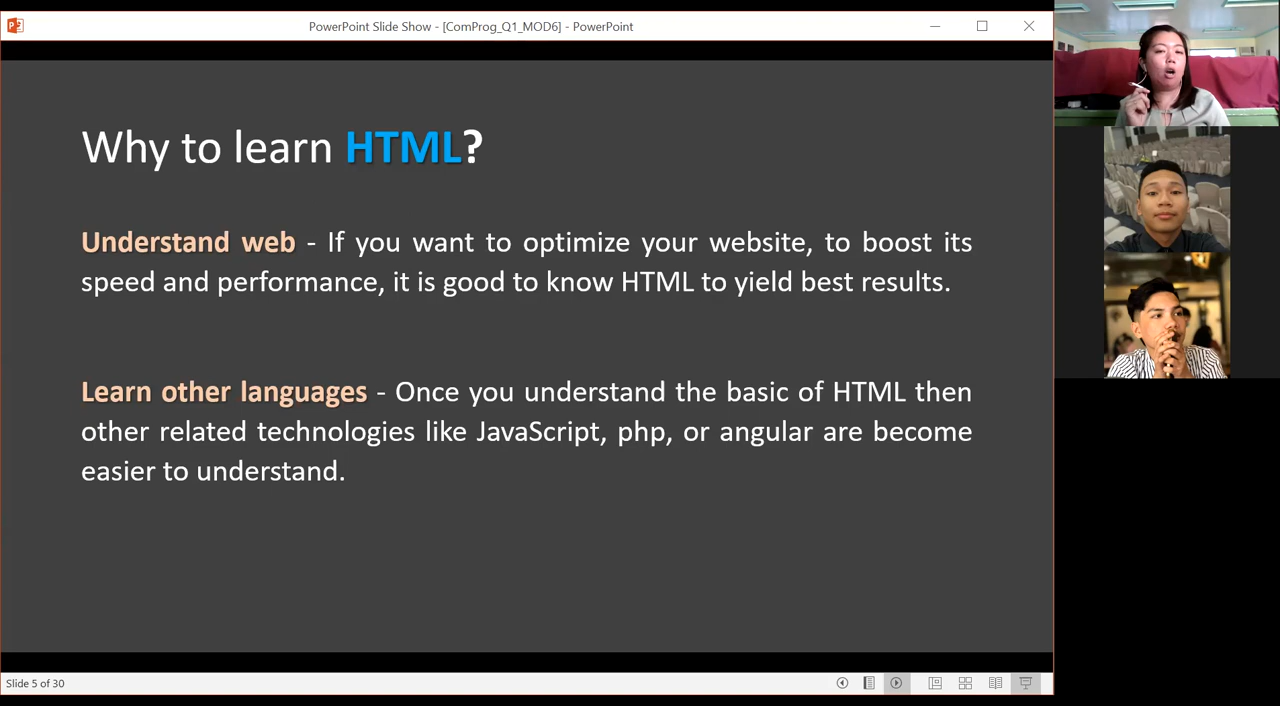 PowerPoint Slide Show - [ComProg_Q1_MOD6] - PowerPoint
Why to learn HTML?
Understand web - If you want to optimize your website, to boost its
speed and performance, it is good to know HTML to yield best results.
Learn other languages - Once you understand the basic of HTML then
other related technologies like JavaScript, php, or angular are become
easier to understand.
Slide 5 of 30